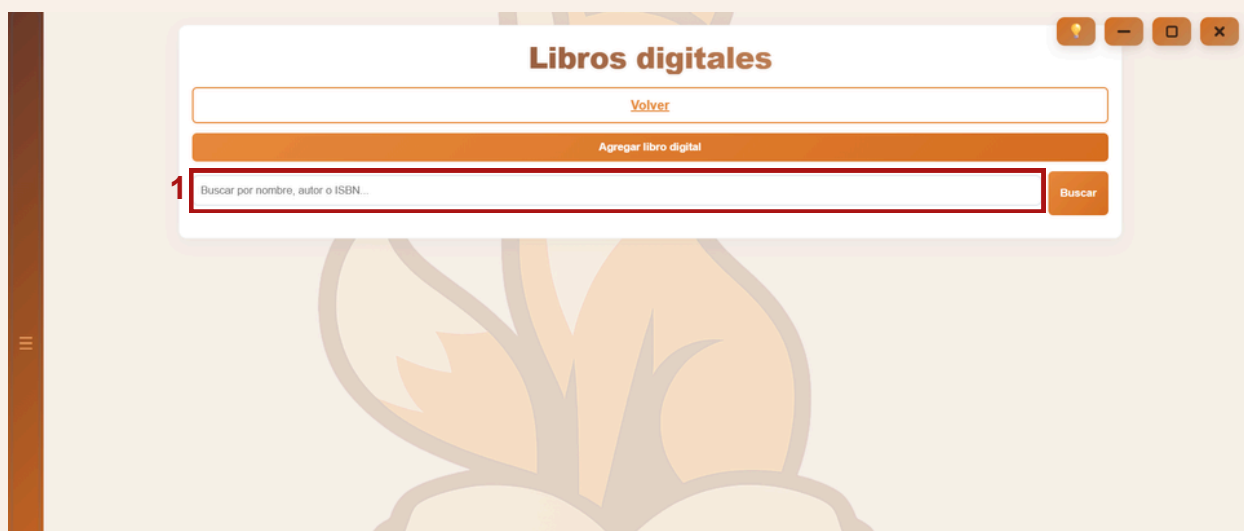 Libros digitales
Volver
Agregar libro digital
1 Buscar por nombre, autor o ISBN... Buscar